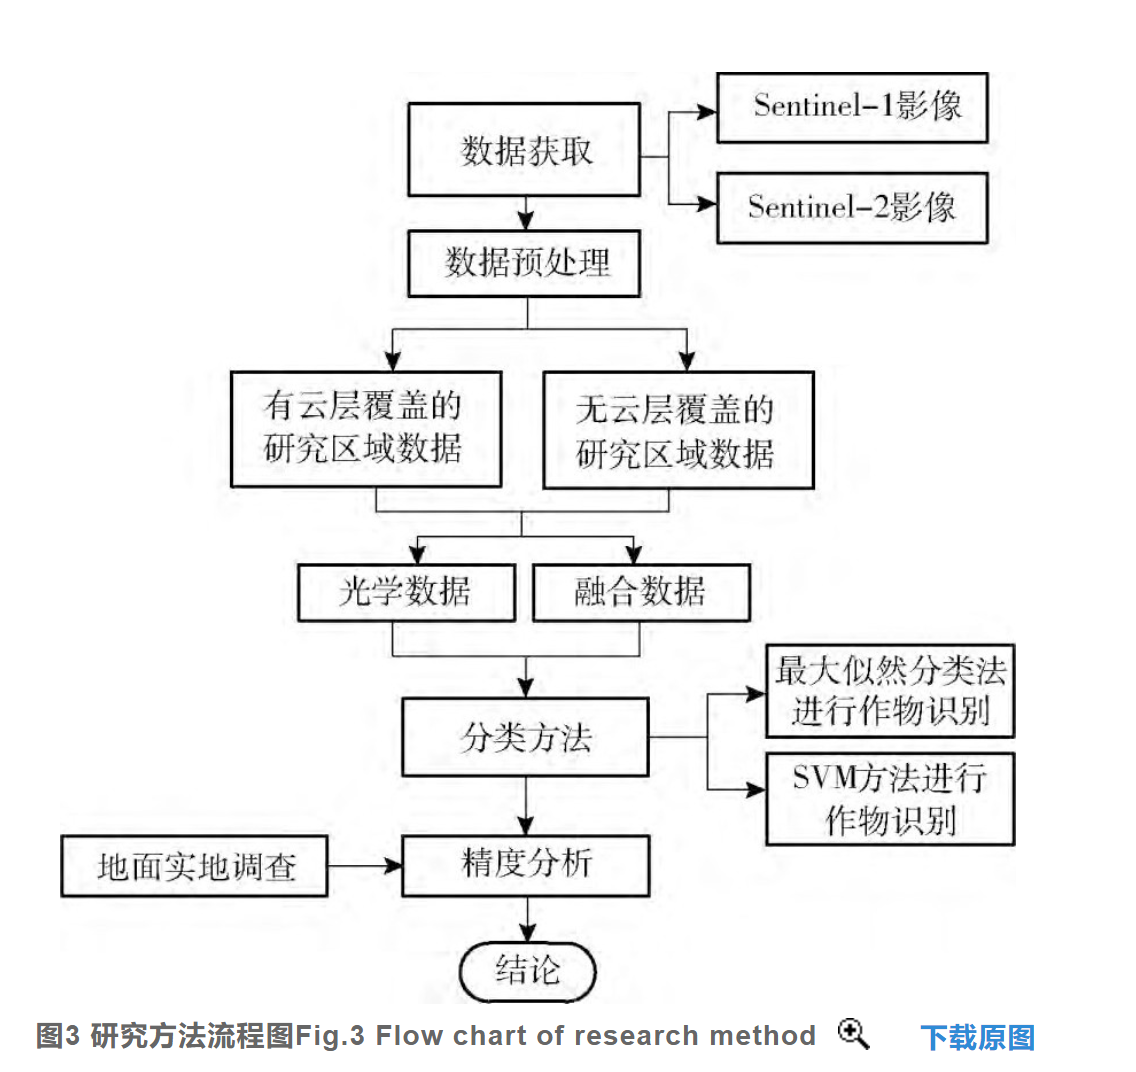 Sentinel-1影像
数据获取
Sentinel-2影像
数据预处理
有云层覆盖的
研究区域数据
无云层覆盖的
研究区域数据
光学数据
融合数据
最大似然分类法
进行作物识别
分类方法
SVM方法进行
作物识别
地面实地调查
精度分析
结论
图3 研究方法流程图Fig.3 Flow chart of research method
下载原图